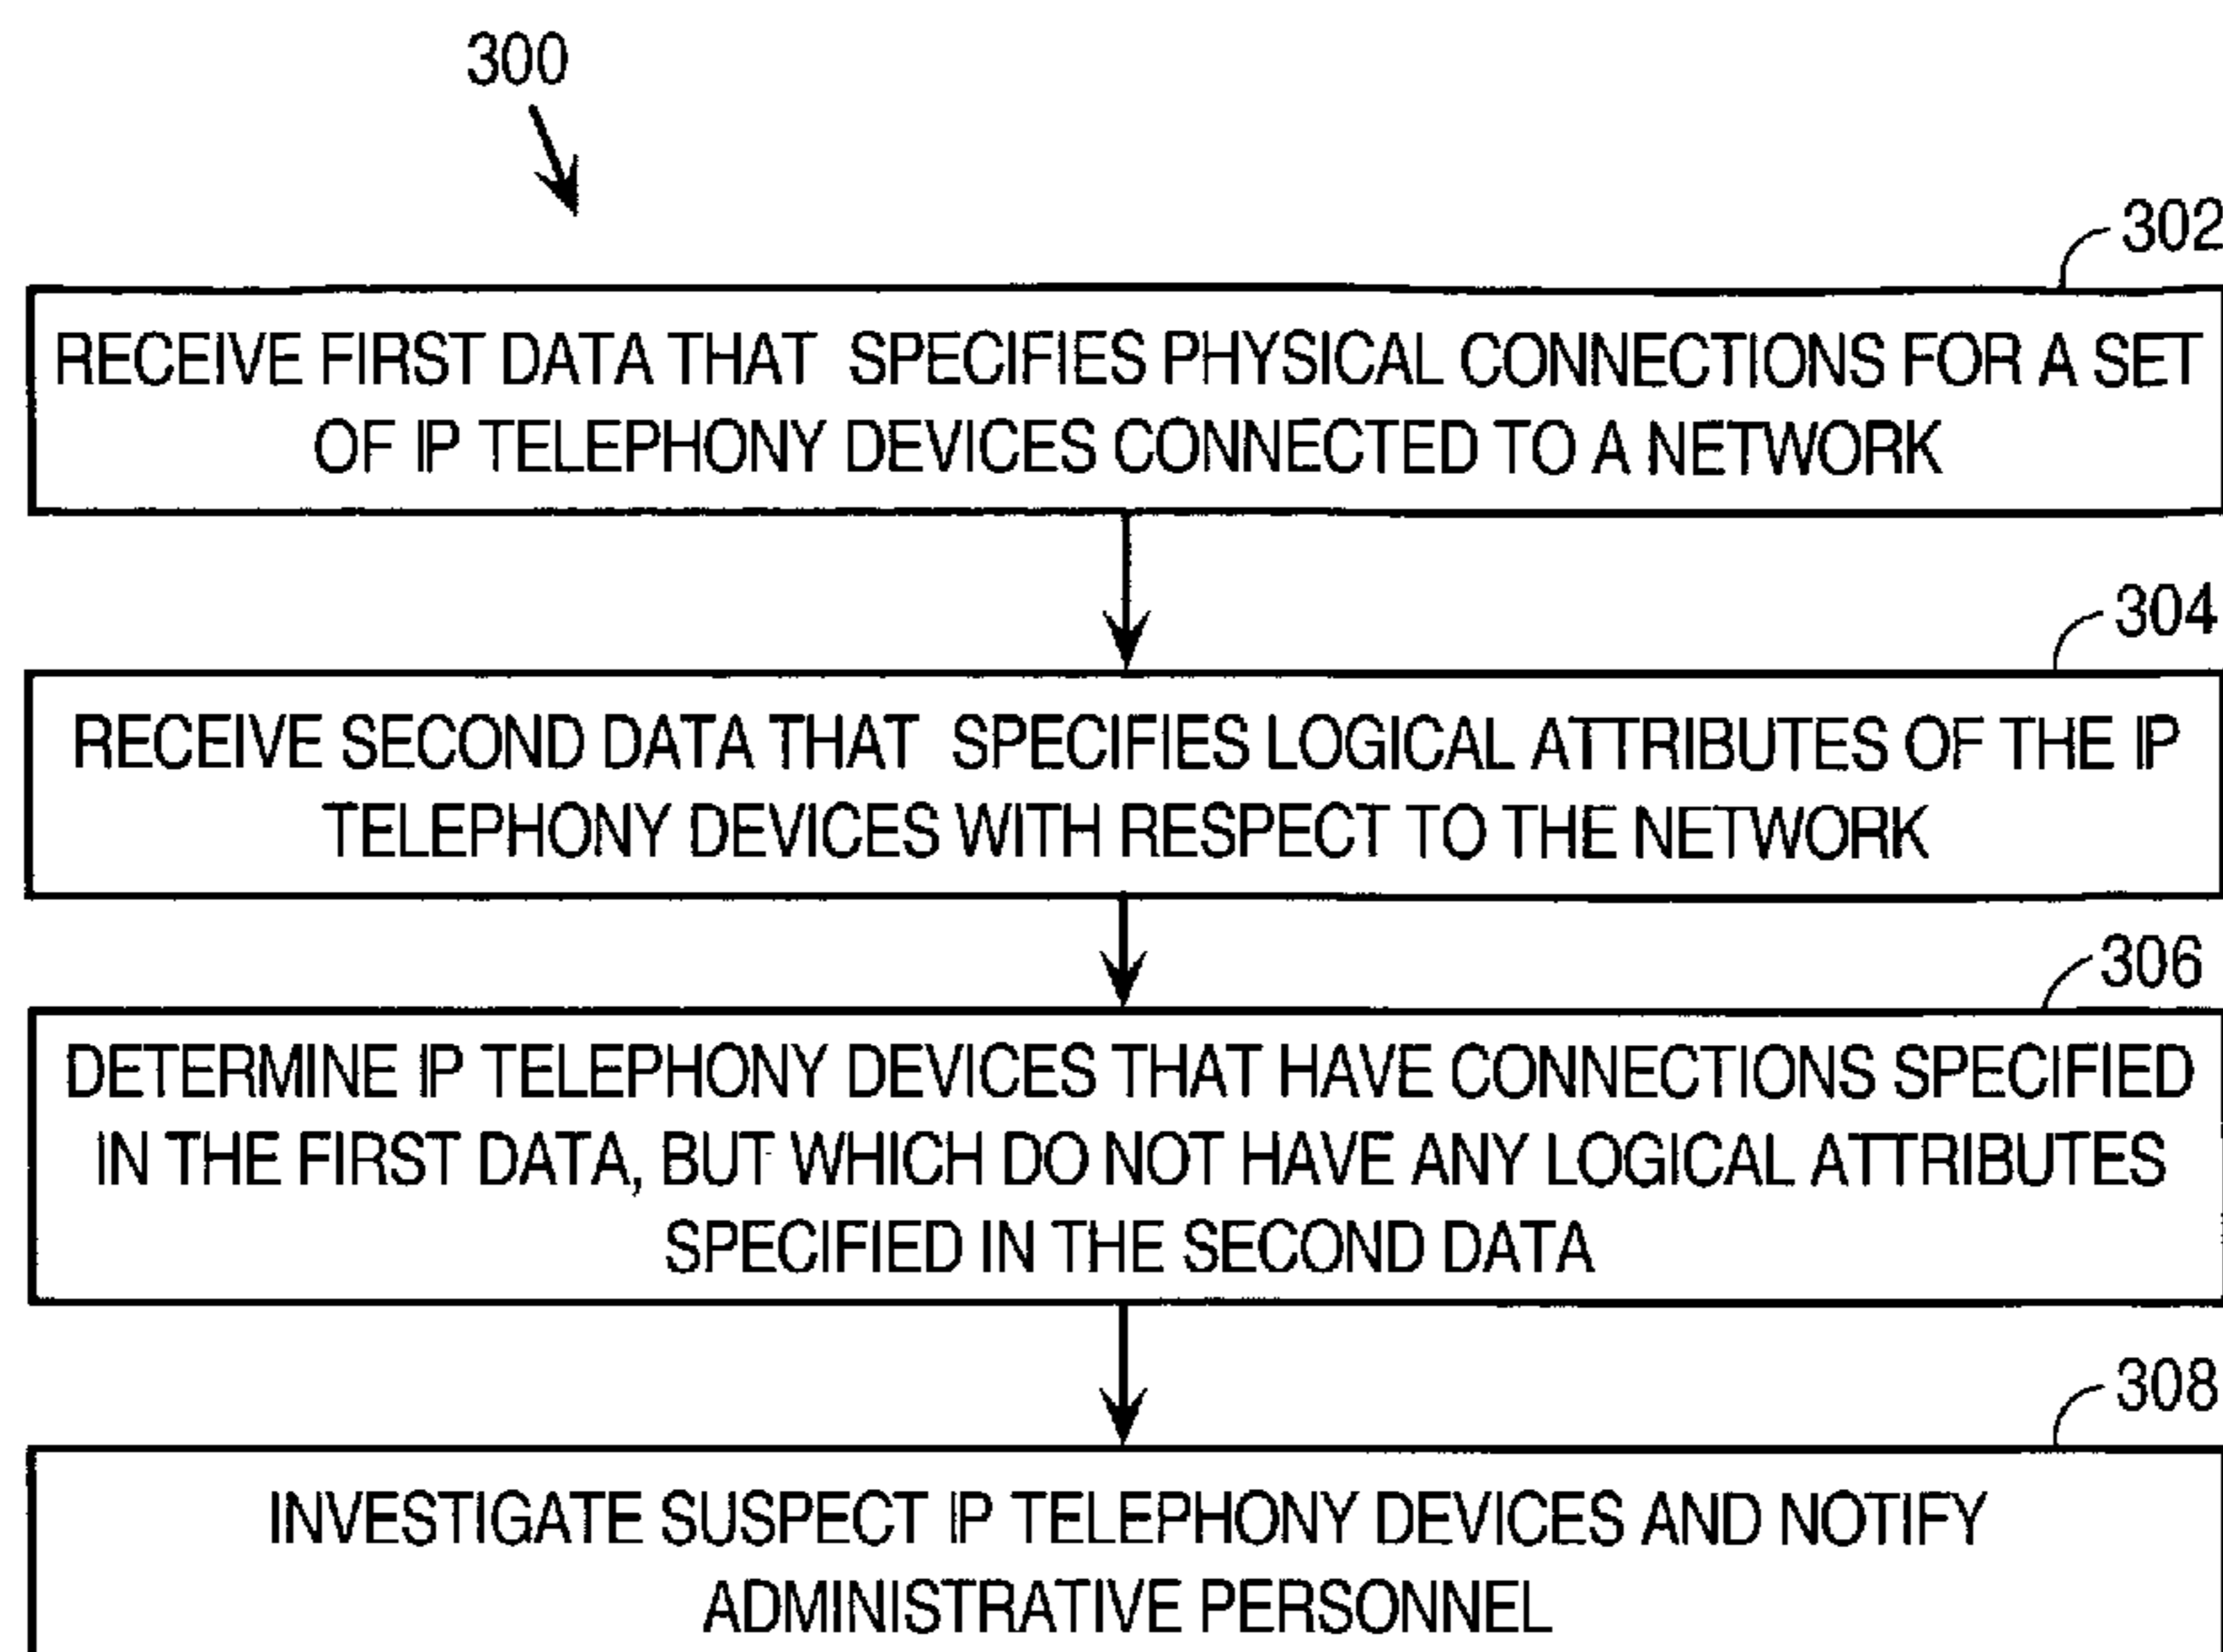 300
302
RECEIVE FIRST DATA THAT SPECIFIES PHYSICAL CONNECTIONS FOR A SET
OF IP TELEPHONY DEVICES CONNECTED TO A NETWORK
304
RECEIVE SECOND DATA THAT SPECIFIES LOGICAL ATTRIBUTES OF THE IP
TELEPHONY DEVICES WITH RESPECT TO THE NETWORK
306
DETERMINE IP TELEPHONY DEVICES THAT HAVE CONNECTIONS SPECIFIED
IN THE FIRST DATA, BUT WHICH DO NOT HAVE ANY LOGICAL ATTRIBUTES
SPECIFIED IN THE SECOND DATA
308
INVESTIGATE SUSPECT IP TELEPHONY DEVICES AND NOTIFY
ADMINISTRATIVE PERSONNEL